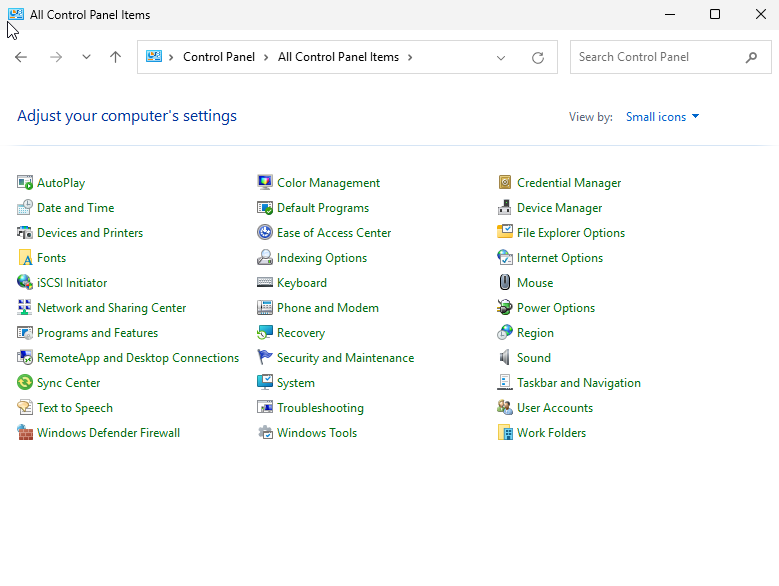 All Control Panel Items
Control Panel All Control Panel Items
Search Control Panel
Adjust your computer's settings
View by: Small icons
AutoPlay Color Management Credential Manager
Date and Time Default Programs Device Manager
Devices and Printers Ease of Access Center File Explorer Options
Fonts Indexing Options Internet Options
iSCSI Initiator Keyboard Mouse
Network and Sharing Center Phone and Modem Power Options
Programs and Features Recovery Region
RemoteApp and Desktop Connections Security and Maintenance Sound
Sync Center System Taskbar and Navigation
Text to Speech Troubleshooting User Accounts
Windows Defender Firewall Windows Tools Work Folders